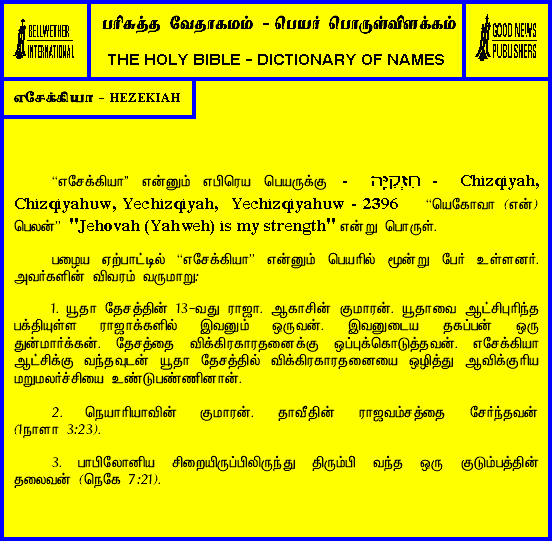 BELLWETHER
INTERNATIONAL
பரிசுத்த வேதாகமம் - பெயர் பொருள்விளக்கம்
THE HOLY BIBLE - DICTIONARY OF NAMES
GOOD NEWS
PUBLISHERS
எசேக்கியா - HEZEKIAH
“எசேக்கியா” என்னும் எபிரெய பெயருக்கு - חִזְקִיָּה - Chizqiyah,
Chizqiyahuw, Yechizqiyah, Yechizqiyahuw - 2396 “யெகோவா (என்)
பெலன்” "Jehovah (Yahweh) is my strength" என்று பொருள்.
பழைய ஏற்பாட்டில் “எசேக்கியா” என்னும் பெயரில் மூன்று பேர் உள்ளனர்.
அவர்களின் விவரம் வருமாறு:
1. யூதா தேசத்தின் 13-வது ராஜா. ஆகாசின் குமாரன். யூதாவை ஆட்சிபுரிந்த
பக்தியுள்ள ராஜாக்களில் இவனும் ஒருவன். இவனுடைய தகப்பன் ஒரு
துன்மார்க்கன். தேசத்தை விக்கிரகாரதனைக்கு ஒப்புக்கொடுத்தவன். எசேக்கியா
ஆட்சிக்கு வந்தவுடன் யூதா தேசத்தில் விக்கிரகாரதனையை ஒழித்து ஆவிக்குரிய
மறுமலர்ச்சியை உண்டுபண்ணினான்.
2. நெயாரியாவின் குமாரன். தாவீதின் ராஜவம்சத்தை சேர்ந்தவன்
(1நாளா 3:23).
3. பாபிலோனிய சிறையிருப்பிலிருந்து திரும்பி வந்த ஒரு குடும்பத்தின்
தலைவன் (நெகே 7:21).